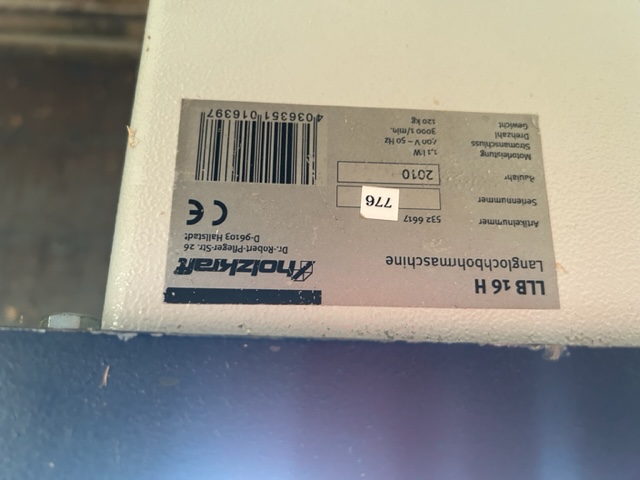 LLB 16 H
Langlochbohrmaschine
Artikelnummer 532 6617
Seriennummer 776
Baujahr 2010
Motorleistung 1,1 kW
Stromanschluss 400 V – 50 Hz
Drehzahl 3000 1/min.
Gewicht 120 kg
holzkraft
Dr.-Robert-Pfleger-Str. 26
D-96103 Hallstadt
CE
4036351016397